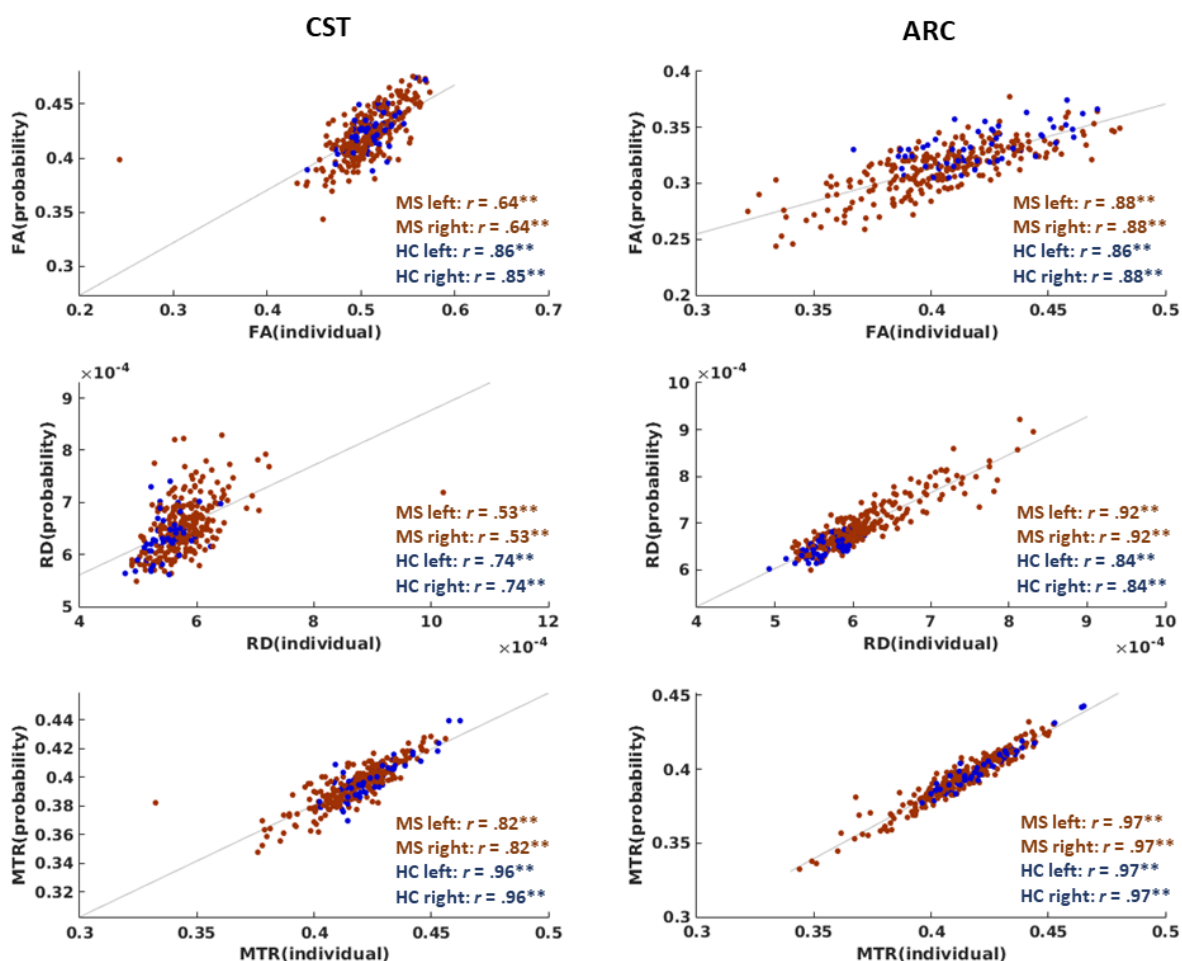 CST
ARC
FA(probability)
0.45
0.4
0.35
0.3
MS left: r = .64**
MS right: r = .64**
HC left: r = .86**
HC right: r = .85**
0.2 0.3 0.4 0.5 0.6 0.7
FA(individual)
FA(probability)
0.4
0.35
0.3
0.25
0.2
MS left: r = .88**
MS right: r = .88**
HC left: r = .86**
HC right: r = .88**
0.3 0.35 0.4 0.45 0.5
FA(individual)
×10-4
RD(probability)
9
8
7
6
5
MS left: r = .53**
MS right: r = .53**
HC left: r = .74**
HC right: r = .74**
4 6 8 10 12
RD(individual)
×10-4
×10-4
RD(probability)
10
9
8
7
6
MS left: r = .92**
MS right: r = .92**
HC left: r = .84**
HC right: r = .84**
4 5 6 7 8 9 10
RD(individual)
×10-4
MTR(probability)
0.44
0.42
0.4
0.38
0.36
0.34
0.32
MS left: r = .82**
MS right: r = .82**
HC left: r = .96**
HC right: r = .96**
0.3 0.35 0.4 0.45 0.5
MTR(individual)
MTR(probability)
0.45
0.4
0.35
0.3
MS left: r = .97**
MS right: r = .97**
HC left: r = .97**
HC right: r = .97**
0.3 0.35 0.4 0.45 0.5
MTR(individual)